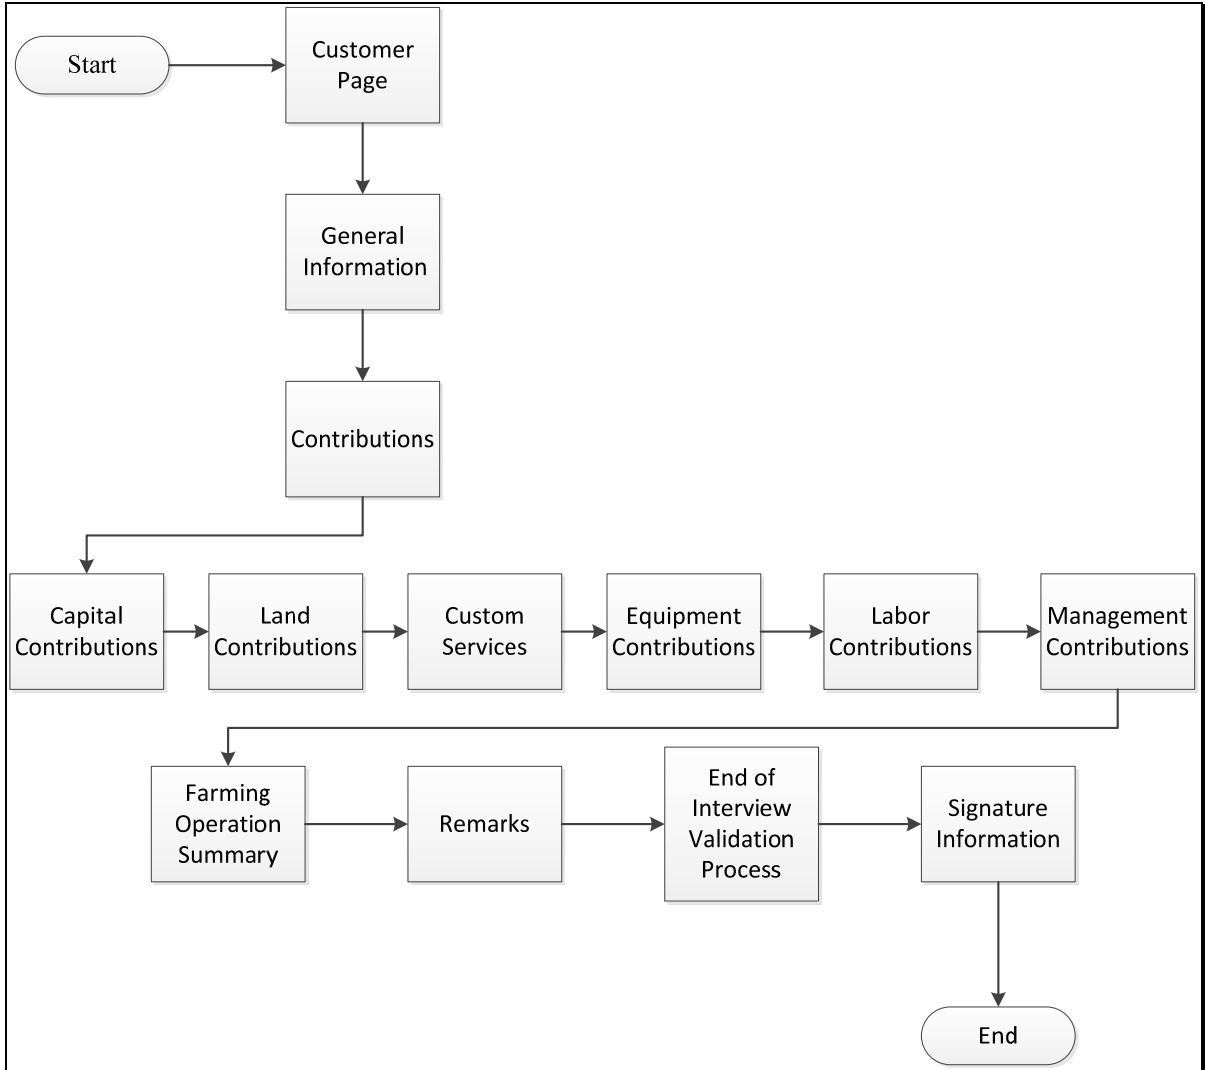 Start
Customer
Page
General
Information
Contributions
Capital
Contributions
Land
Contributions
Custom
Services
Equipment
Contributions
Labor
Contributions
Management
Contributions
Farming
Operation
Summary
Remarks
End of
Interview
Validation
Process
Signature
Information
End